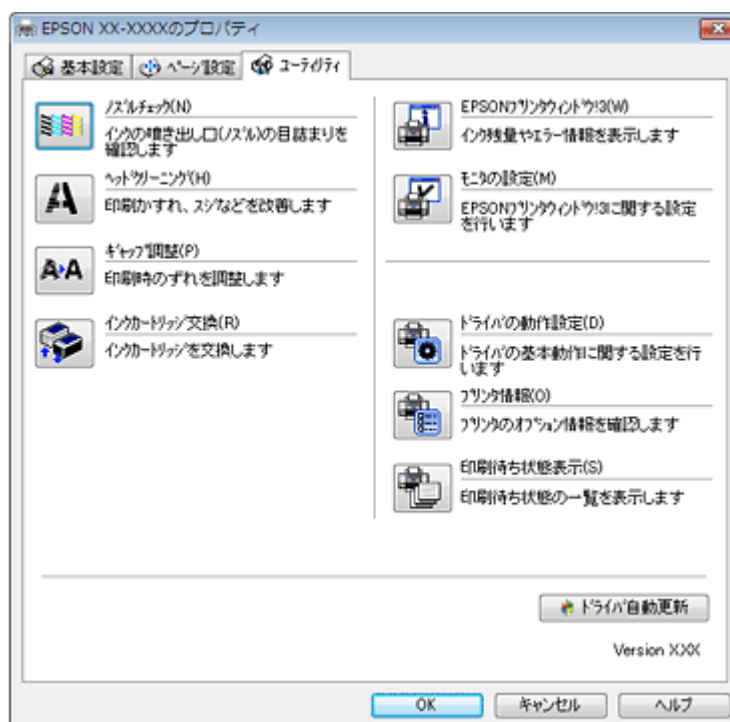 EPSON XX-XXXXのプロパティ
基本設定
ページ設定
ユーティリティ
ノズルチェック(N)
インクの噴き出し口(ノズル)の目詰まりを
確認します
ヘッドクリーニング(H)
印刷かすれ、スジなどを改善します
ギャップ調整(P)
印刷時のずれを調整します
インクカートリッジ交換(R)
インクカートリッジを交換します
EPSONプリンタウィンドウ!3(W)
インク残量やエラー情報を表示します
モニタの設定(M)
EPSONプリンタウィンドウ!3に関する設定
を行います
ドライバの動作設定(D)
ドライバの基本動作に関する設定を行
います
プリンタ情報(O)
プリンタのオプション情報を確認します
印刷待ち状態表示(S)
印刷待ち状態の一覧を表示します
ドライバ自動更新
Version X.XX
OK
キャンセル
ヘルプ